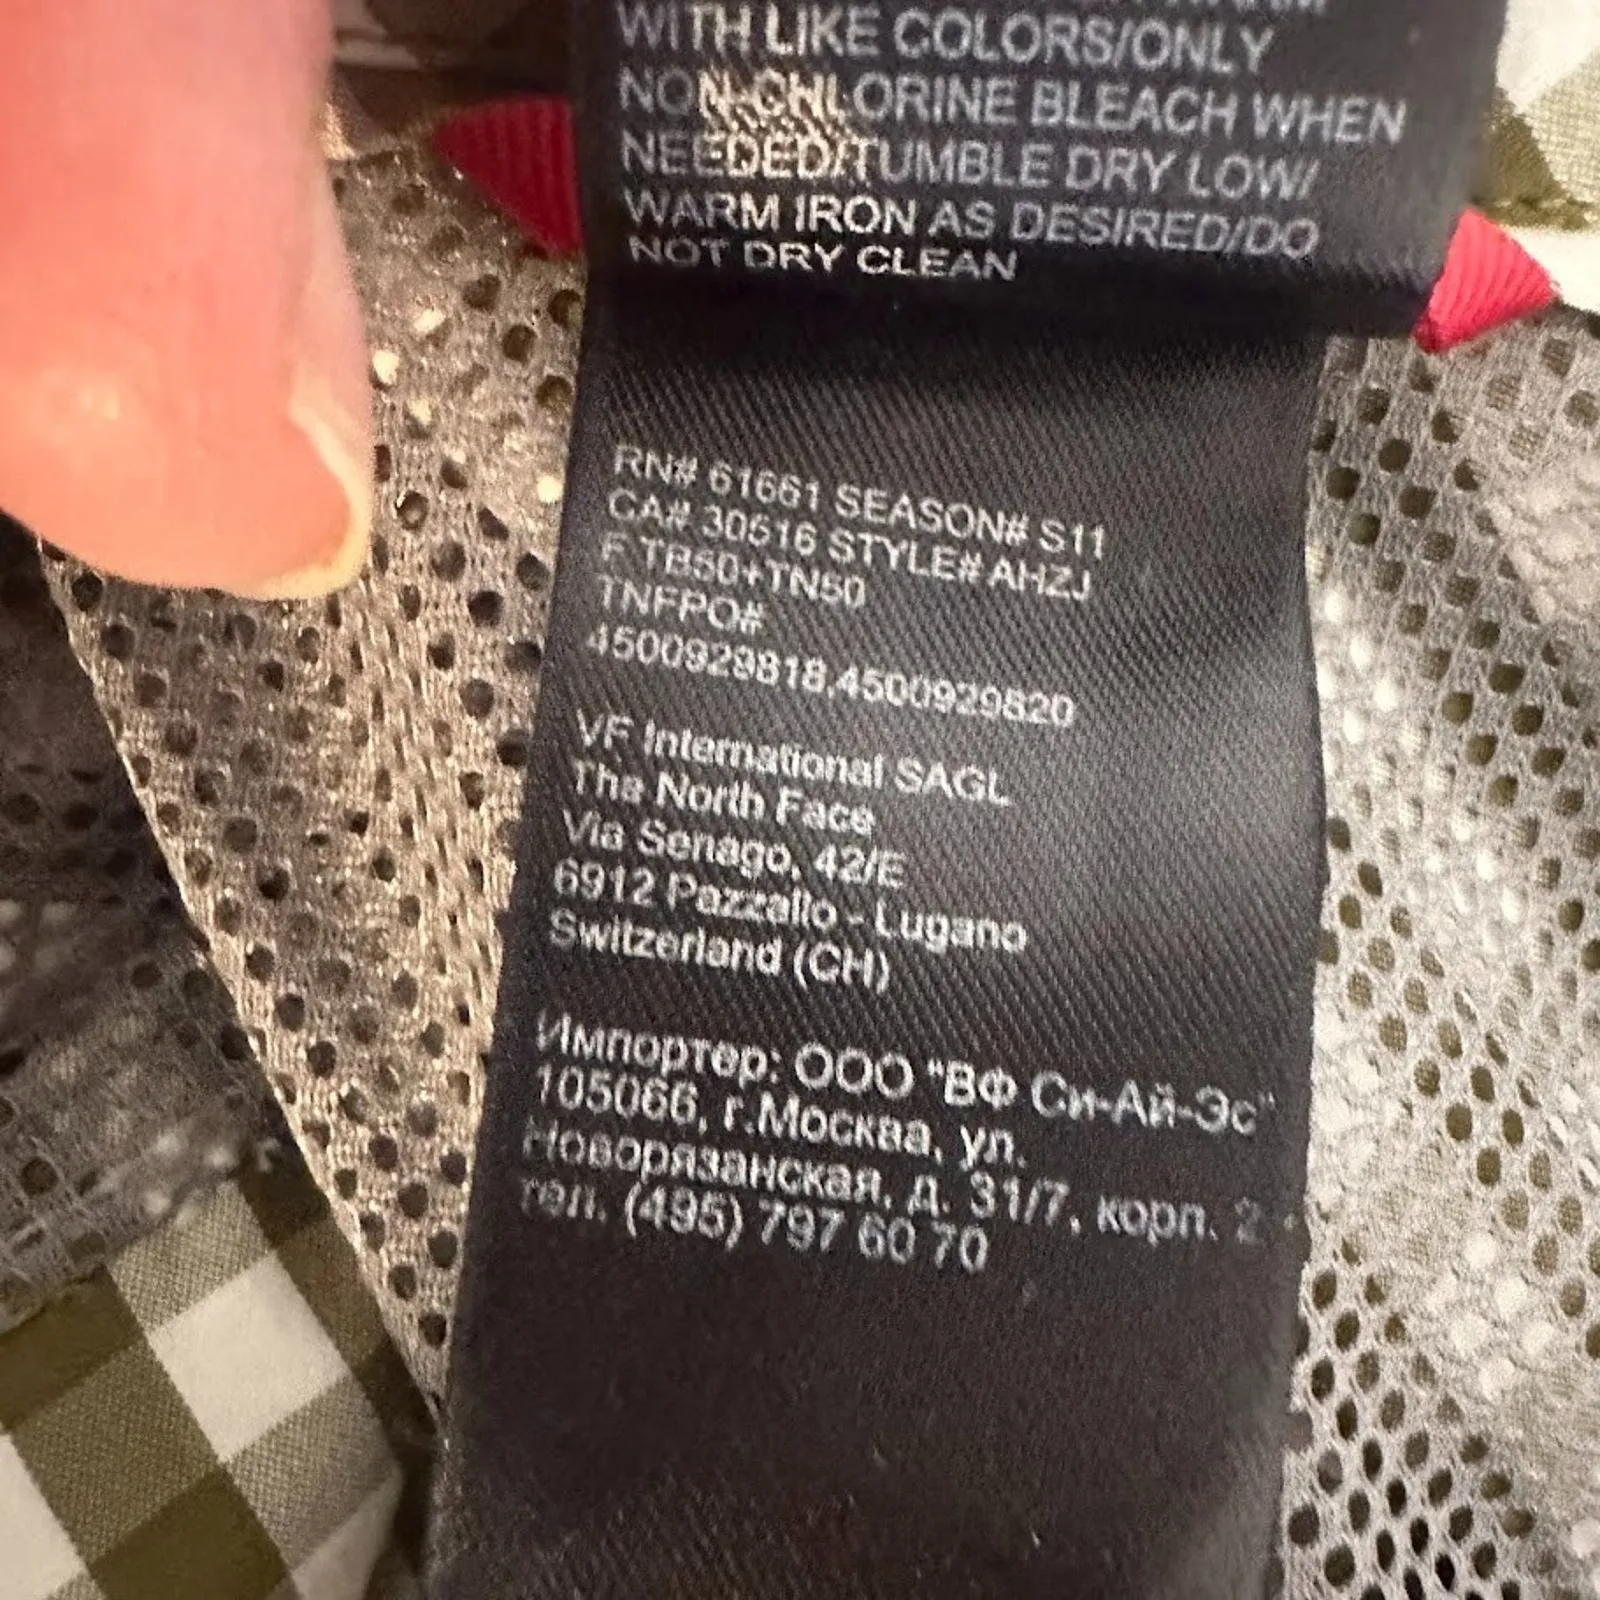 WITH LIKE COLORS/ONLY
NON-CHLORINE BLEACH WHEN
NEEDED/TUMBLE DRY LOW/
WARM IRON AS DESIRED/DO
NOT DRY CLEAN
RN# 61661 SEASON# S11
CA# 30516 STYLE# AHZJ
F TB50+TN50
TNFPO#
4500929818,4500929820
VF International SAGL
The North Face
Via Senago, 42/E
6912 Pazzallo - Lugano
Switzerland (CH)
Импортер: ООО "ВФ Си-Ай-Эс"
105066, г.Москва, ул.
Новорязанская, д. 31/7, корп. 2
тел. (495) 797 60 70